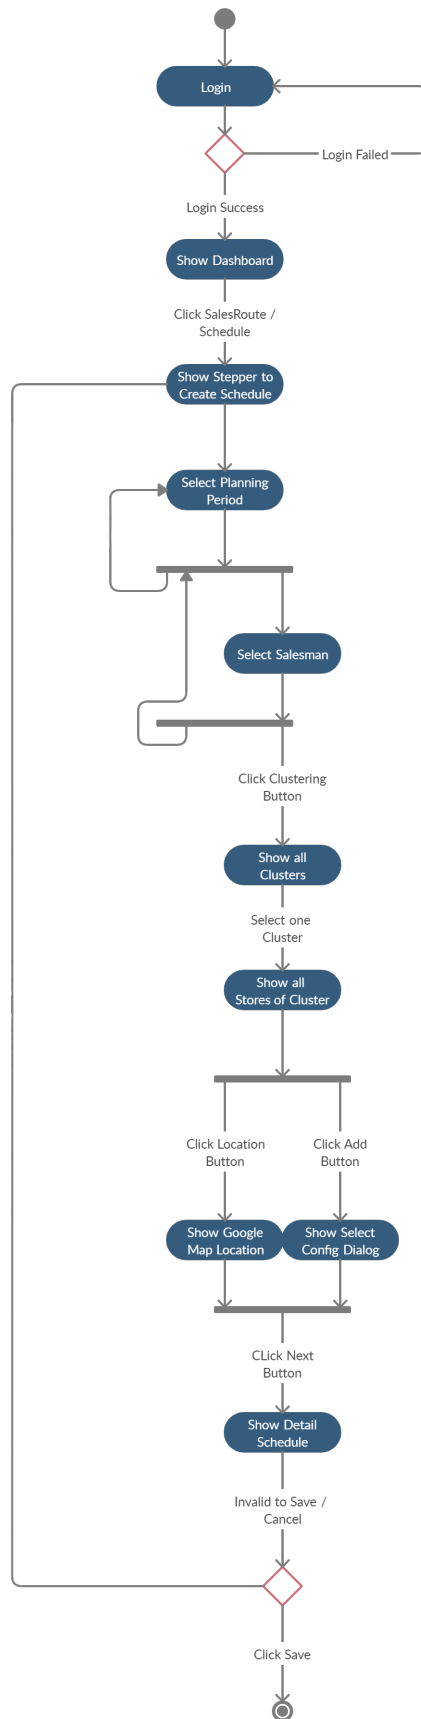 Login
Login Failed
Login Success
Show Dashboard
Click SalesRoute /
Schedule
Show Stepper to
Create Schedule
Select Planning
Period
Select Salesman
Click Clustering
Button
Show all
Clusters
Select one
Cluster
Show all
Stores of Cluster
Click Location
Button
Click Add
Button
Show Google
Map Location
Show Select
Config Dialog
CLick Next
Button
Show Detail
Schedule
Invalid to Save /
Cancel
Click Save